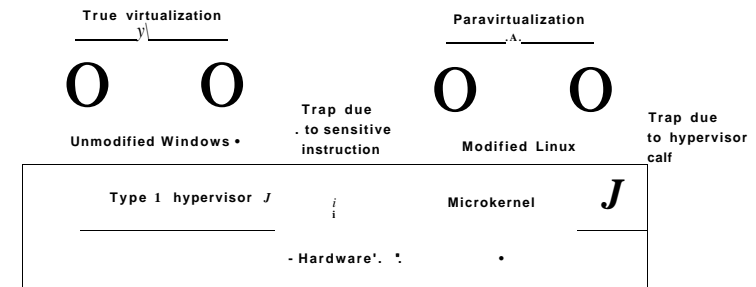 True virtualization
y\
Paravirtualization
.A.
O O
O O
Trap due
. to sensitive
instruction
Trap due
to hypervisor
calf
Unmodified Windows •
Modified Linux
Type 1 hypervisor J
i
i
Microkernel
J
- Hardware'. '.
•